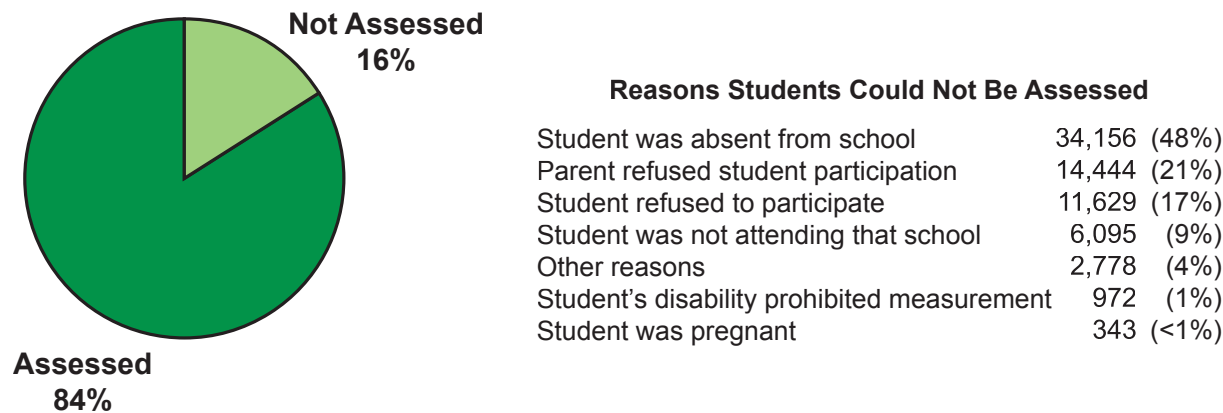 Not Assessed
16%
Assessed
84%
Reasons Students Could Not Be Assessed
Student was absent from school 34,156 (48%)
Parent refused student participation 14,444 (21%)
Student refused to participate 11,629 (17%)
Student was not attending that school 6,095 (9%)
Other reasons 2,778 (4%)
Student’s disability prohibited measurement 972 (1%)
Student was pregnant 343 (<1%)